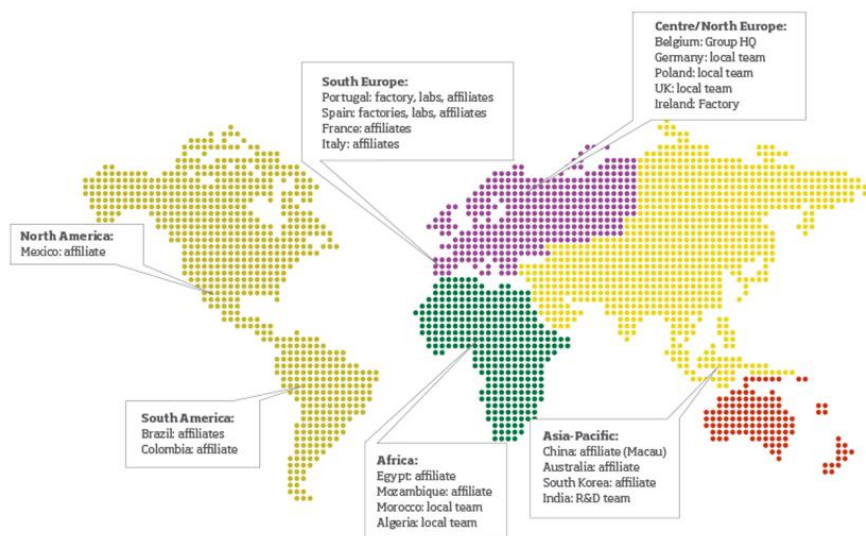 Centre/North Europe:
Belgium: Group HQ
Germany: local team
Poland: local team
UK: local team
Ireland: Factory
South Europe:
Portugal: factory, labs, affiliates
Spain: factories, labs, affiliates
France: affiliates
Italy: affiliates
North America:
Mexico: affiliate
South America:
Brazil: affiliates
Colombia: affiliate
Africa:
Egypt: affiliate
Mozambique: affiliate
Morocco: local team
Algeria: local team
Asia-Pacific:
China: affiliate (Macau)
Australia: affiliate
South Korea: affiliate
India: R&D team